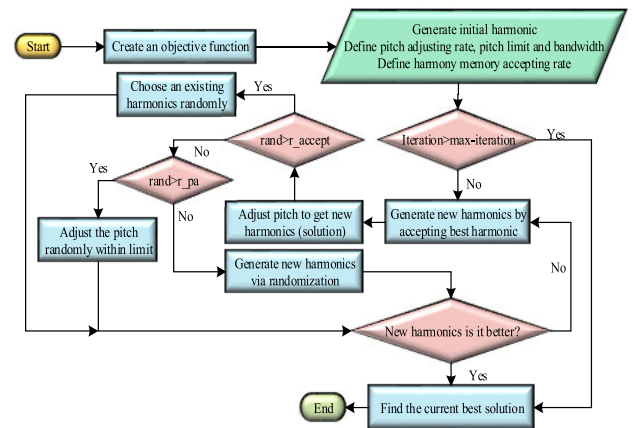 Start
Create an objective function
Generate initial harmonic
Define pitch adjusting rate, pitch limit and bandwidth
Define harmony memory accepting rate
Choose an existing
harmonics randomly
Yes
rand>r_accept
Iteration>max-iteration
Yes
No
Yes
rand>r_pa
No
No
Adjust pitch to get new
harmonics (solution)
Generate new harmonics by
accepting best harmonic
Adjust the pitch
randomly within limit
Generate new harmonics
via randomization
No
New harmonics is it better?
Yes
End
Find the current best solution